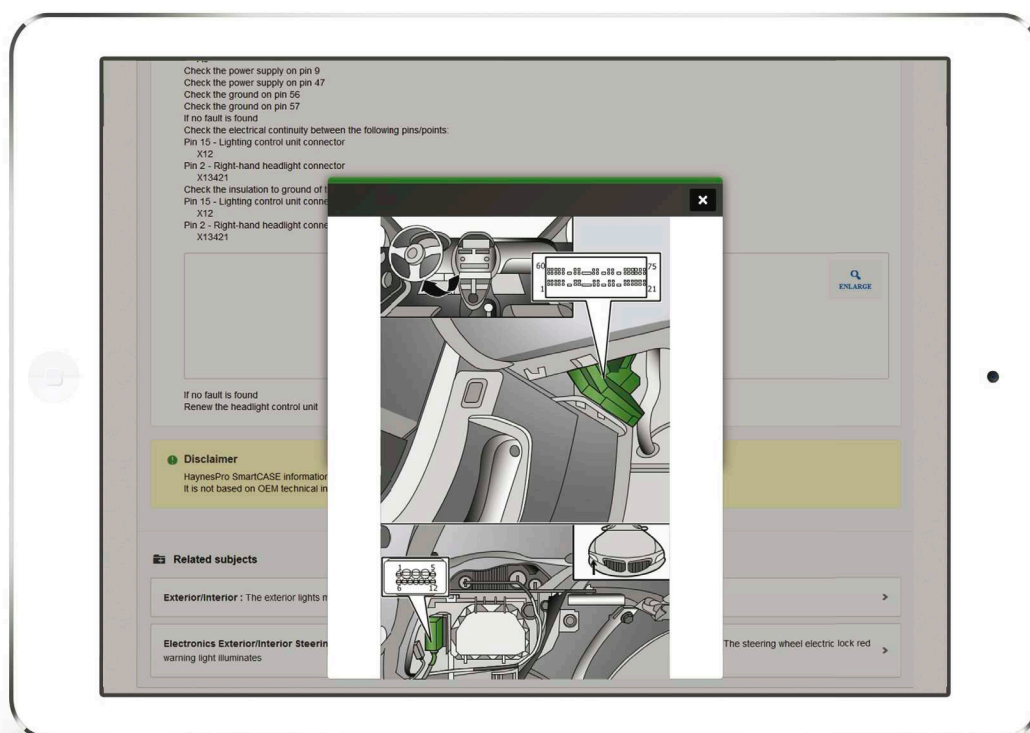 Check the power supply on pin 9
Check the power supply on pin 47
Check the ground on pin 56
Check the ground on pin 57
If no fault is found
Check the electrical continuity between the following pins/points:
Pin 15 - Lighting control unit connector
X12
Pin 2 - Right-hand headlight connector
X13421
Check the insulation to ground of
Pin 15 - Lighting control unit
X12
Pin 2 - Right-hand headlight
X13421
60 75
1 21
ENLARGE
If no fault is found
Renew the headlight control unit
Disclaimer
HaynesPro SmartCASE information
It is not based on OEM technical
1 5
6 12
Related subjects
Exterior/Interior : The exterior lights
Electronics Exterior/Interior The steering wheel electric lock red
warning light illuminates